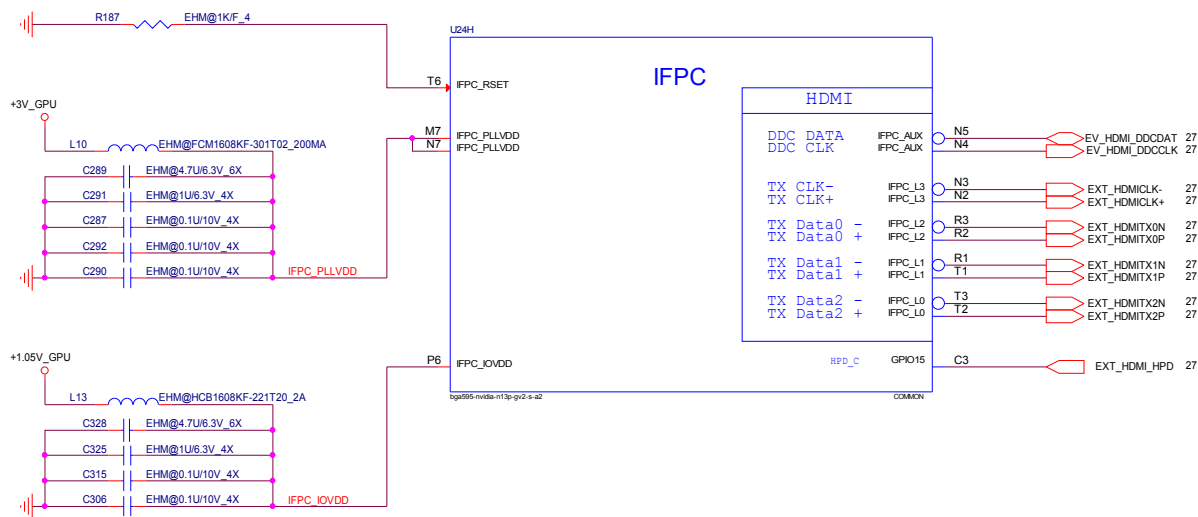 R187 EHM@1K/F_4
U24H
IFPC
T6 IFPC_RSET
HDMI
+3V_GPU
L10 EHM@FCM1608KF-301T02_200MA
M7 IFPC_PLLVDD
N7 IFPC_PLLVDD
DDC DATA IFPC_AUX N5 EV_HDMI_DDCDAT 27
DDC CLK IFPC_AUX N4 EV_HDMI_DDCCLK 27
C289 EHM@4.7U/6.3V_6X
C291 EHM@1U/6.3V_4X
C287 EHM@0.1U/10V_4X
C292 EHM@0.1U/10V_4X
C290 EHM@0.1U/10V_4X IFPC_PLLVDD
TX CLK- IFPC_L3 N3 EXT_HDMICLK- 27
TX CLK+ IFPC_L3 N2 EXT_HDMICLK+ 27
TX Data0 - IFPC_L2 R3 EXT_HDMITX0N 27
TX Data0 + IFPC_L2 R2 EXT_HDMITX0P 27
TX Data1 - IFPC_L1 R1 EXT_HDMITX1N 27
TX Data1 + IFPC_L1 T1 EXT_HDMITX1P 27
TX Data2 - IFPC_L0 T3 EXT_HDMITX2N 27
TX Data2 + IFPC_L0 T2 EXT_HDMITX2P 27
+1.05V_GPU
P6 IFPC_IOVDD
HPD_C GPIO15 C3 EXT_HDMI_HPD 27
L13 EHM@HCB1608KF-221T20_2A
bga595-nvidia-n13p-gv2-s-a2 COMMON
C328 EHM@4.7U/6.3V_6X
C325 EHM@1U/6.3V_4X
C315 EHM@0.1U/10V_4X
C306 EHM@0.1U/10V_4X IFPC_IOVDD